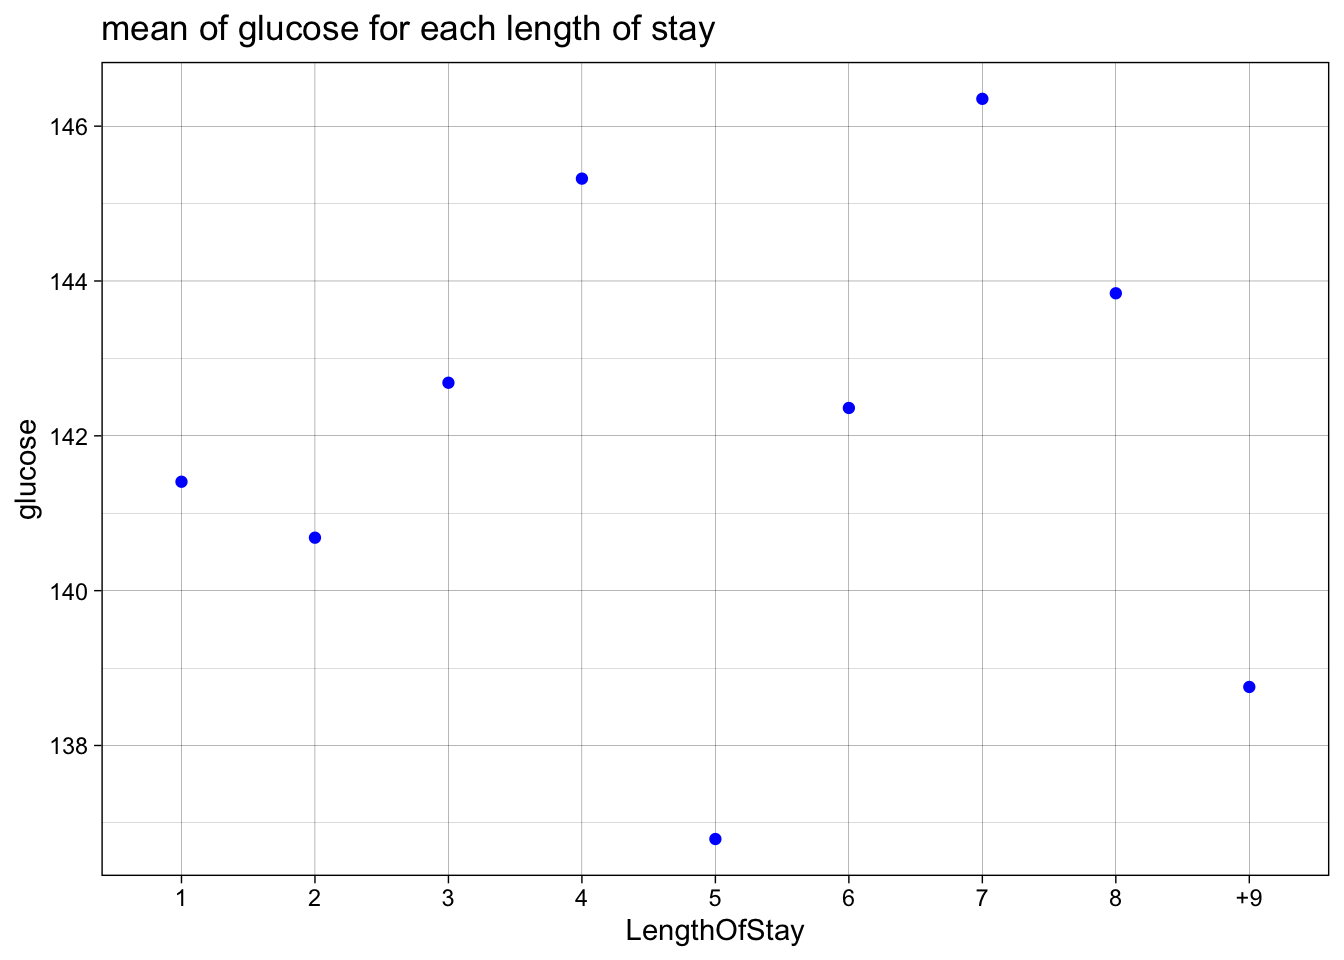 mean of glucose for each length of stay
146
144
142
140
138
glucose
1 2 3 4 5 6 7 8 +9
LengthOfStay